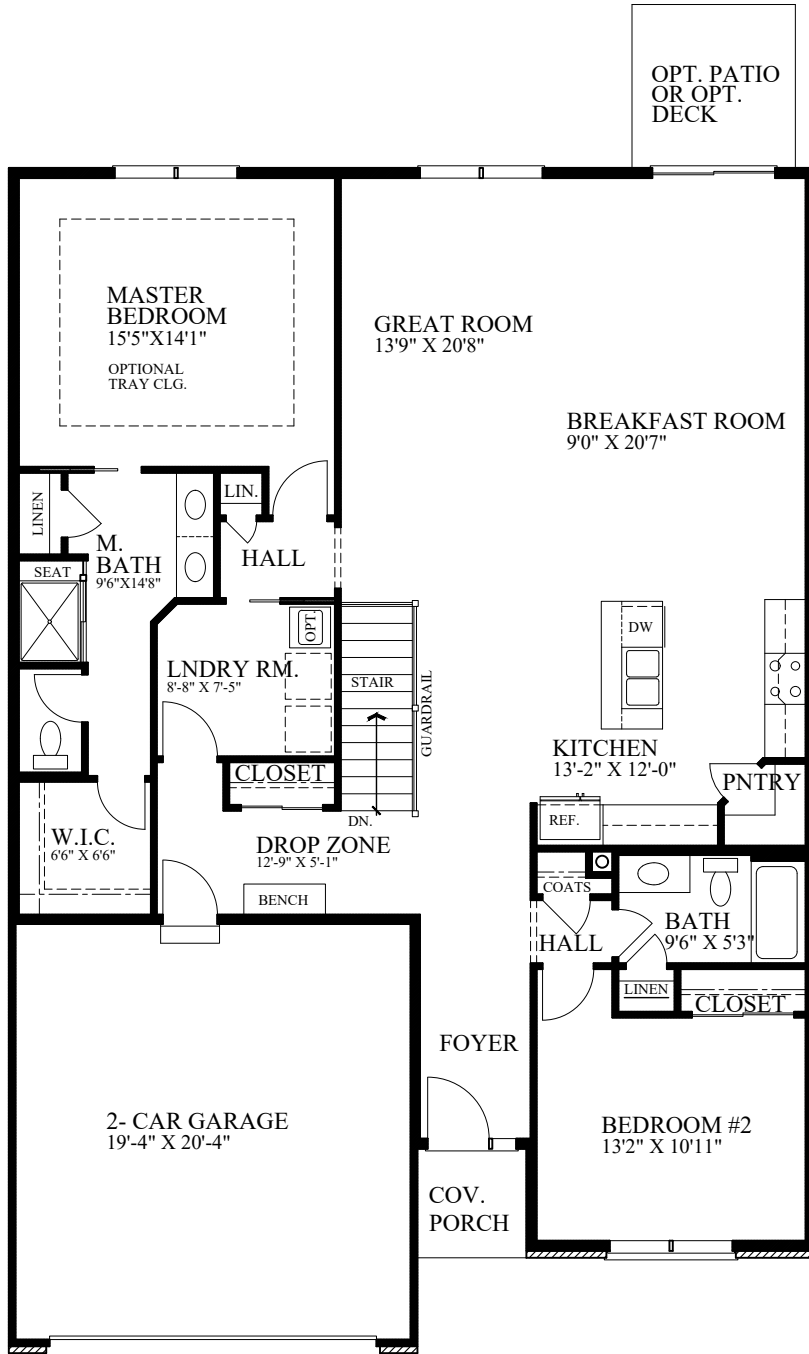 OPT. PATIO
OR OPT.
DECK
MASTER
BEDROOM
15'5"X14'1"
OPTIONAL
TRAY CLG.
GREAT ROOM
13'9" X 20'8"
BREAKFAST ROOM
9'0" X 20'7"
LINEN
LIN.
M.
BATH
9'6"X14'8"
HALL
SEAT
OPT.
DW
LNDRY RM.
8'-8" X 7'-5"
STAIR
GUARDRAIL
KITCHEN
13'-2" X 12'-0"
PNTRY
CLOSET
REF.
DN.
W.I.C.
6'6" X 6'6"
DROP ZONE
12'-9" X 5'-1"
BENCH
COATS
BATH
9'6" X 5'3"
HALL
LINEN
CLOSET
FOYER
2- CAR GARAGE
19'-4" X 20'-4"
BEDROOM #2
13'2" X 10'11"
COV.
PORCH